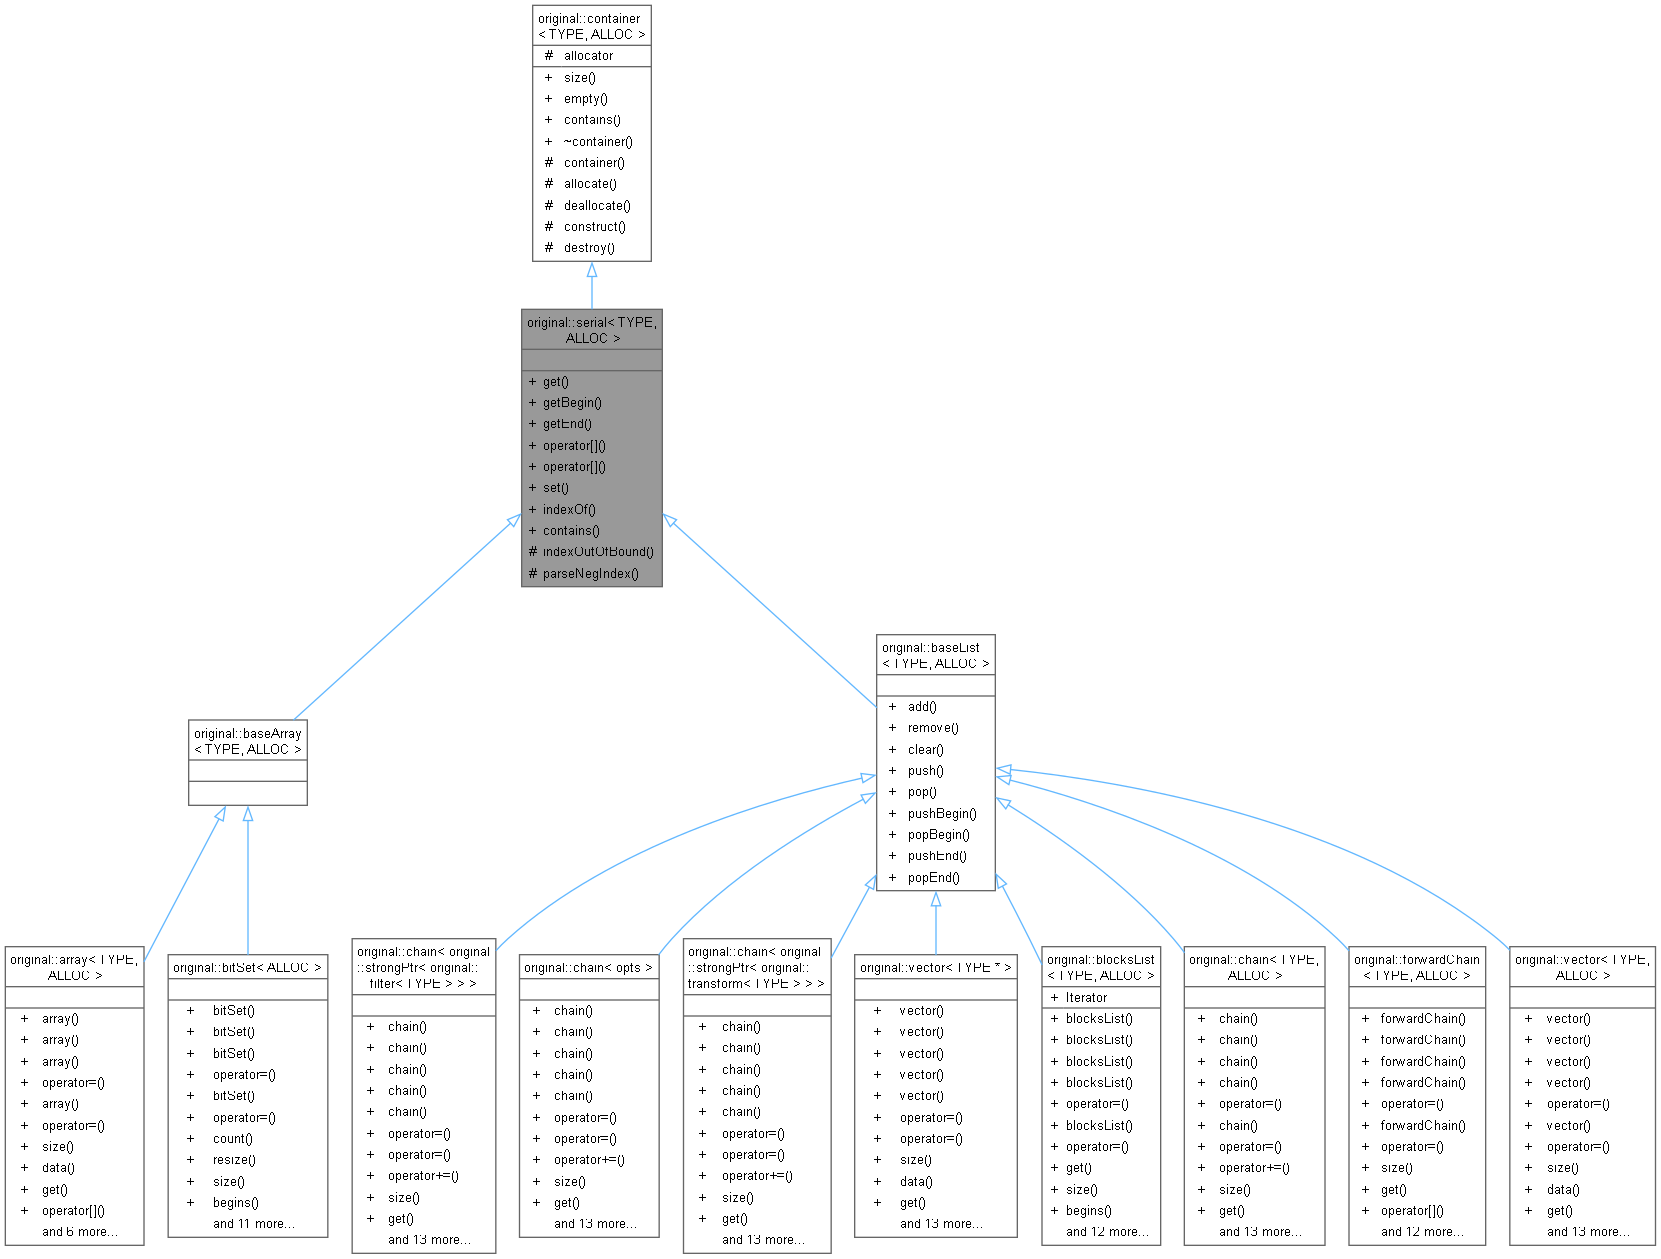 original::container
< TYPE, ALLOC >
# allocator
+ size()
+ empty()
+ contains()
+ ~container()
# container()
# allocate()
# deallocate()
# construct()
# destroy()
original::serial< TYPE,
ALLOC >
+ get()
+ getBegin()
+ getEnd()
+ operator[]()
+ operator[]()
+ set()
+ indexOf()
+ contains()
# indexOutOfBound()
# parseNegIndex()
original::baseArray
< TYPE, ALLOC >
original::baseList
< TYPE, ALLOC >
+ add()
+ remove()
+ clear()
+ push()
+ pop()
+ pushBegin()
+ popBegin()
+ pushEnd()
+ popEnd()
original::array< TYPE,
ALLOC >
+ array()
+ array()
+ array()
+ operator=()
+ array()
+ operator=()
+ size()
+ data()
+ get()
+ operator[]()
and 6 more...
original::bitSet< ALLOC >
+ bitSet()
+ bitSet()
+ bitSet()
+ operator=()
+ bitSet()
+ operator=()
+ count()
+ resize()
+ size()
+ begins()
and 11 more...
original::chain< original
::strongPtr< original::
filter< TYPE > > >
+ chain()
+ chain()
+ chain()
+ chain()
+ chain()
+ operator=()
+ operator=()
+ operator+=()
+ size()
+ get()
and 13 more...
original::chain< opts >
+ chain()
+ chain()
+ chain()
+ chain()
+ chain()
+ operator=()
+ operator=()
+ operator+=()
+ size()
+ get()
and 13 more...
original::chain< original
::strongPtr< original::
transform< TYPE > > >
+ chain()
+ chain()
+ chain()
+ chain()
+ chain()
+ operator=()
+ operator=()
+ operator+=()
+ size()
+ get()
and 13 more...
original::vector< TYPE * >
+ vector()
+ vector()
+ vector()
+ vector()
+ vector()
+ operator=()
+ operator=()
+ size()
+ data()
+ get()
and 13 more...
original::blocksList
< TYPE, ALLOC >
+ Iterator
+ blocksList()
+ blocksList()
+ blocksList()
+ blocksList()
+ operator=()
+ blocksList()
+ operator=()
+ get()
+ size()
+ begins()
and 12 more...
original::chain< TYPE,
ALLOC >
+ chain()
+ chain()
+ chain()
+ chain()
+ operator=()
+ chain()
+ operator=()
+ operator+=()
+ size()
+ get()
and 13 more...
original::forwardChain
< TYPE, ALLOC >
+ forwardChain()
+ forwardChain()
+ forwardChain()
+ forwardChain()
+ operator=()
+ forwardChain()
+ operator=()
+ size()
+ get()
+ operator[]()
and 12 more...
original::vector< TYPE,
ALLOC >
+ vector()
+ vector()
+ vector()
+ vector()
+ operator=()
+ vector()
+ operator=()
+ size()
+ data()
+ get()
and 13 more...